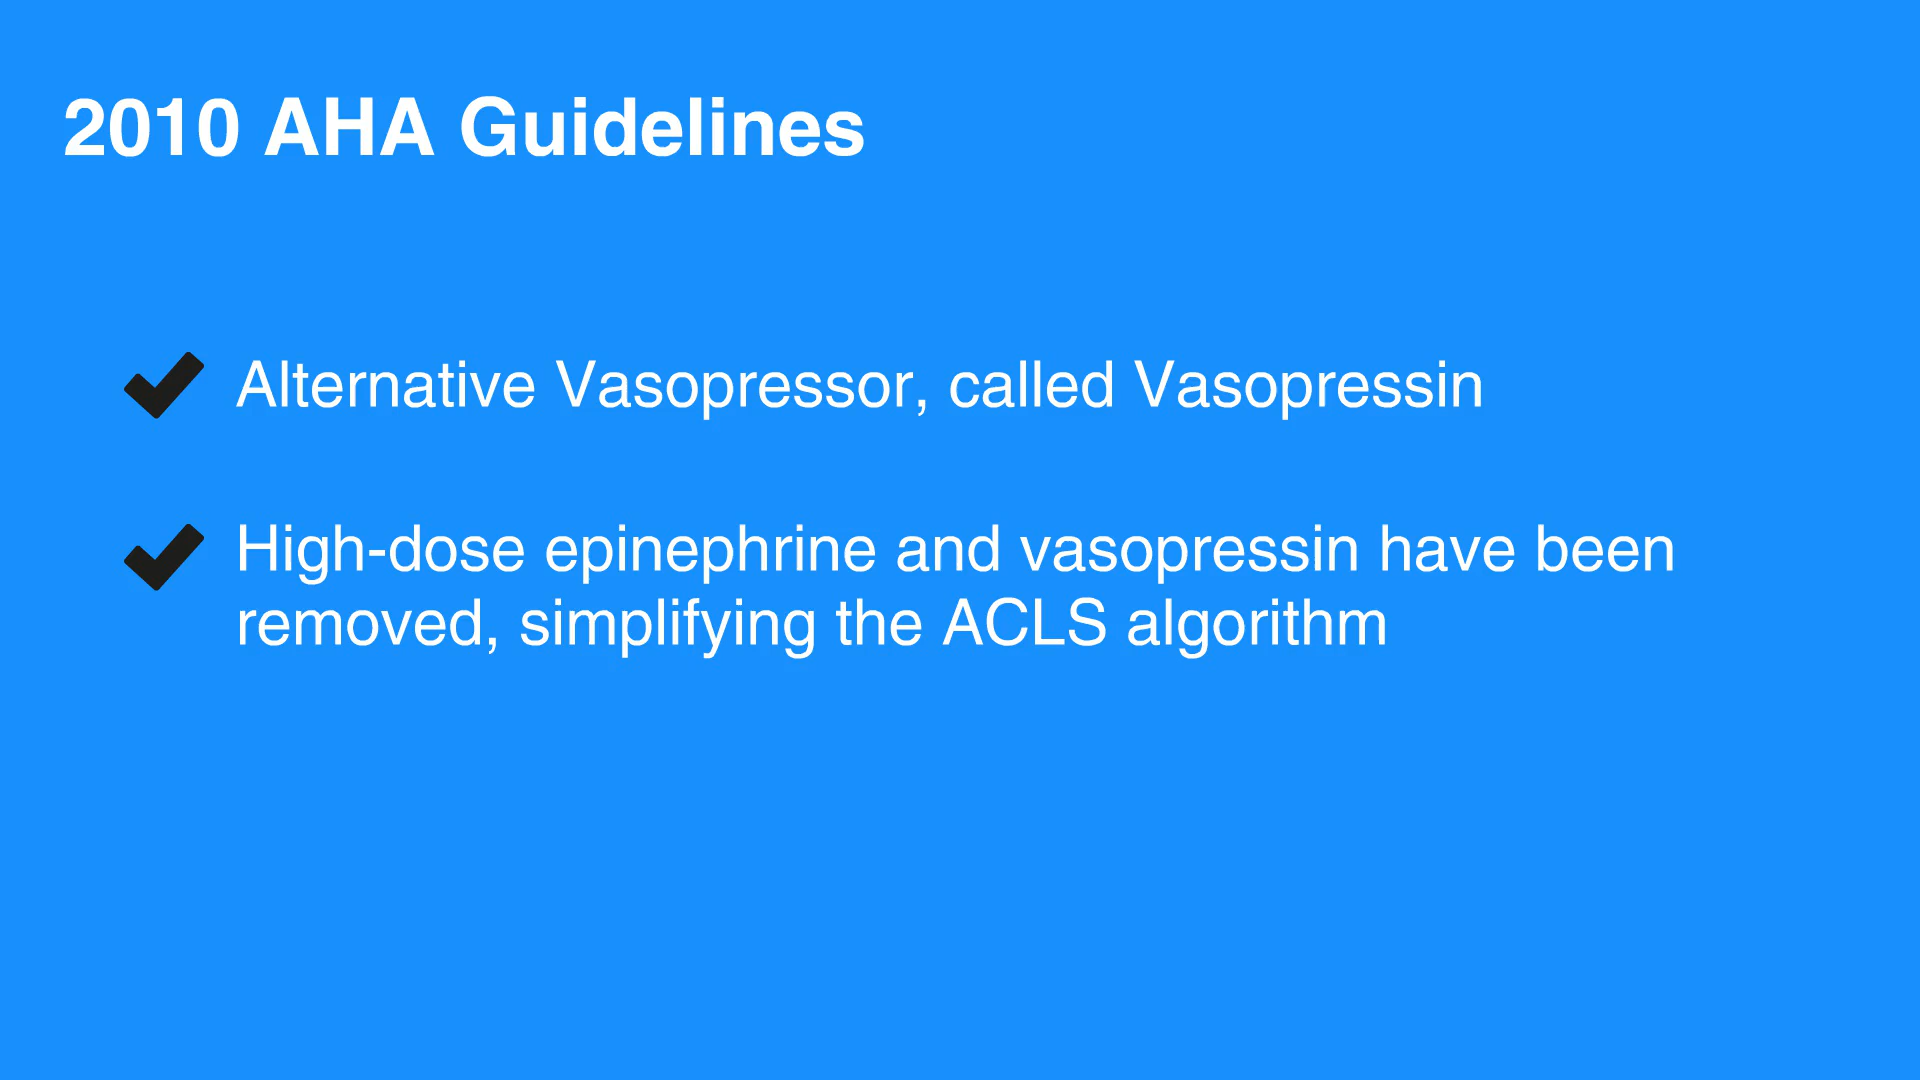 2010 AHA Guidelines
Alternative Vasopressor, called Vasopressin
High-dose epinephrine and vasopressin have been
removed, simplifying the ACLS algorithm